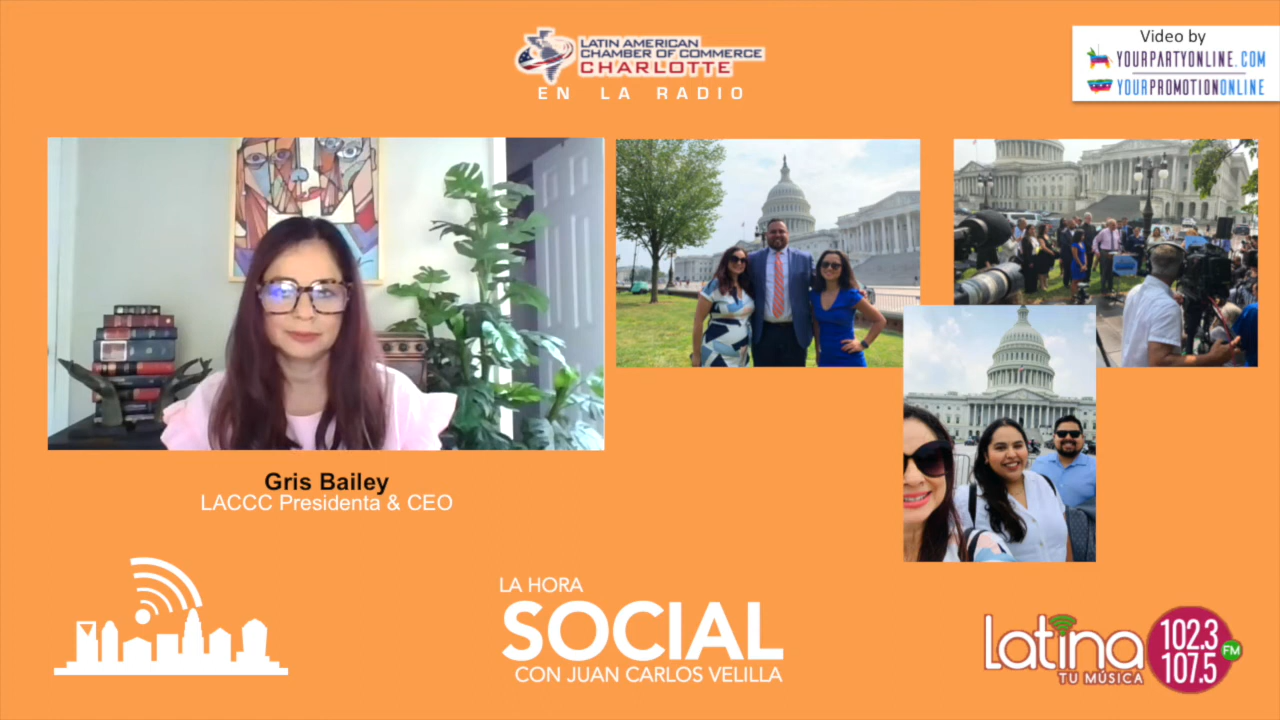 LATIN AMERICAN
CHAMBER OF COMMERCE
CHARLOTTE
EN LA RADIO
Video by
YOURPARTYONLINE.COM
YOURPROMOTIONONLINE
Gris Bailey
LACCC Presidenta & CEO
LA HORA
SOCIAL
CON JUAN CARLOS VELILLA
Latina
TU MÚSICA
102.3
107.5
FM